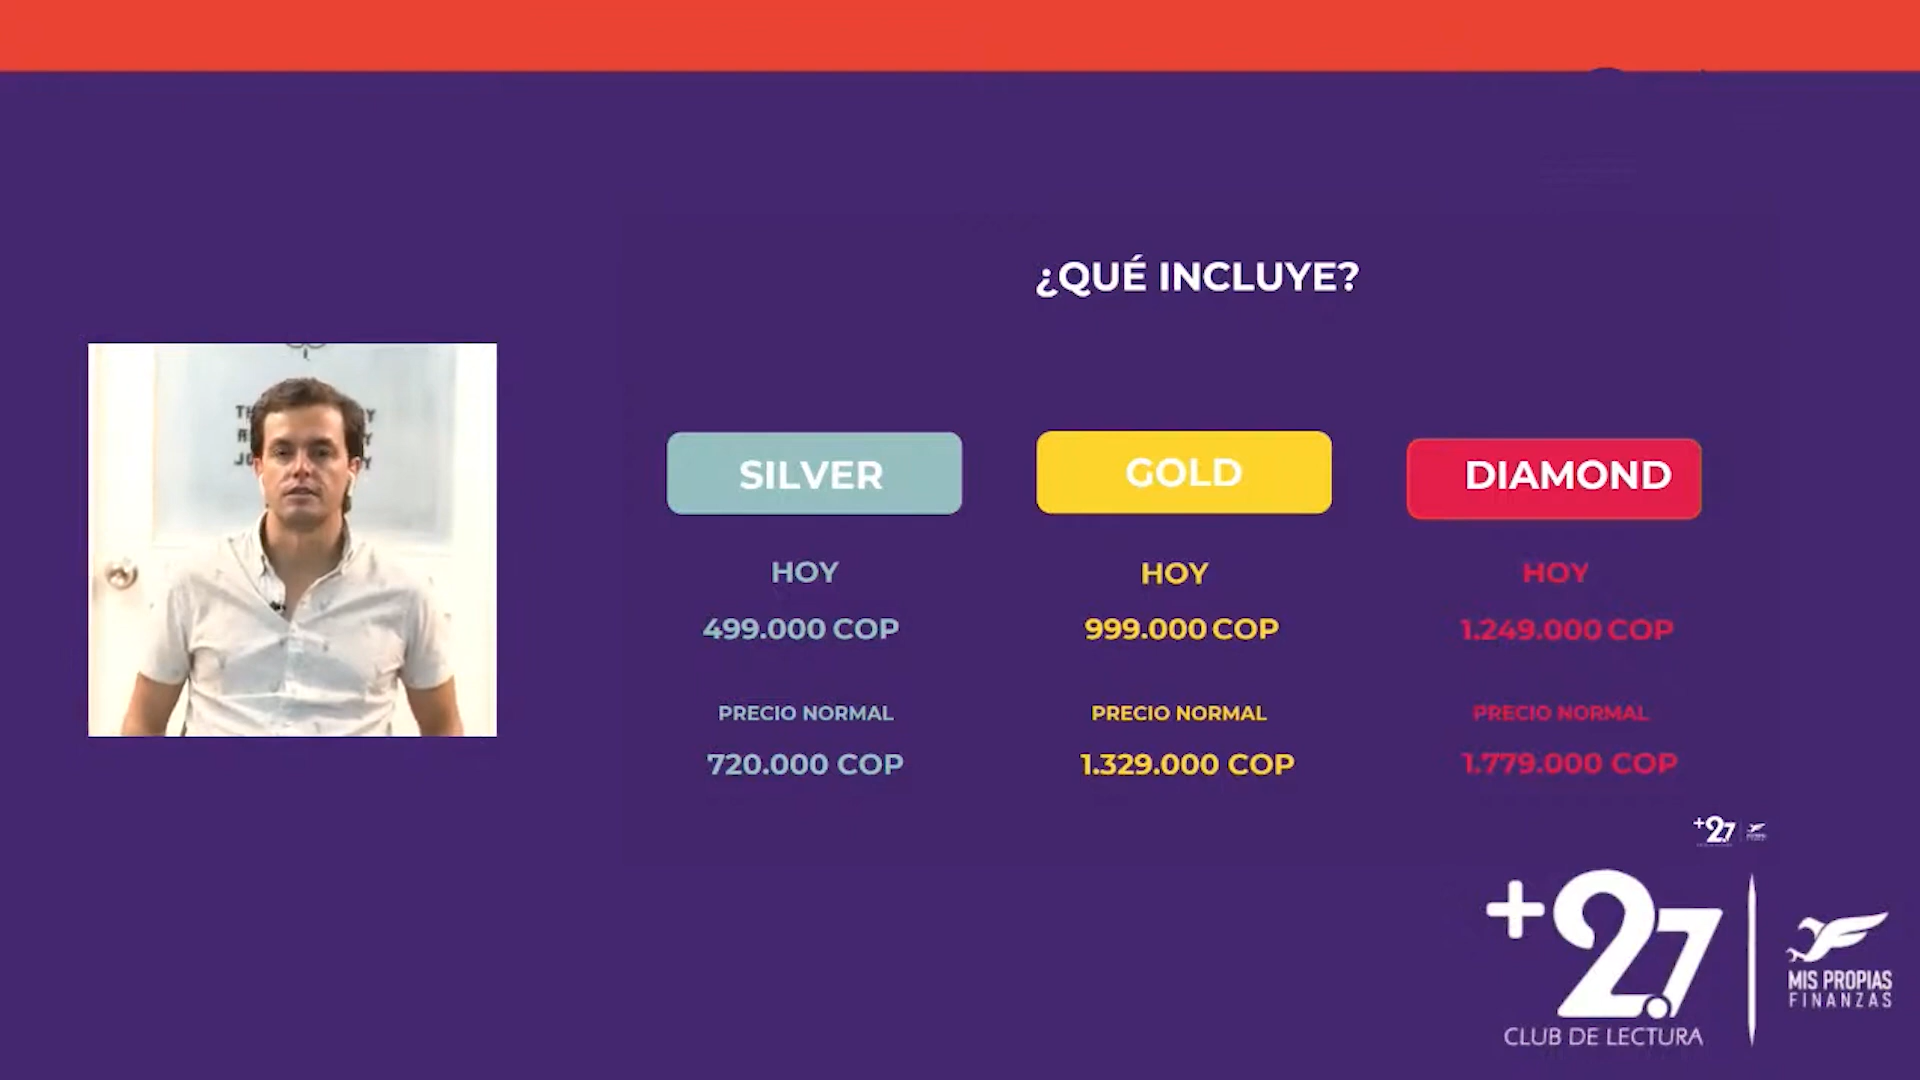 ¿QUÉ INCLUYE?
SILVER
GOLD
DIAMOND
HOY
HOY
HOY
499.000 COP
999.000 COP
1.249.000 COP
PRECIO NORMAL
PRECIO NORMAL
PRECIO NORMAL
720.000 COP
1.329.000 COP
1.779.000 COP
+2.7
+2.7
CLUB DE LECTURA
MIS PROPIAS
FINANZAS